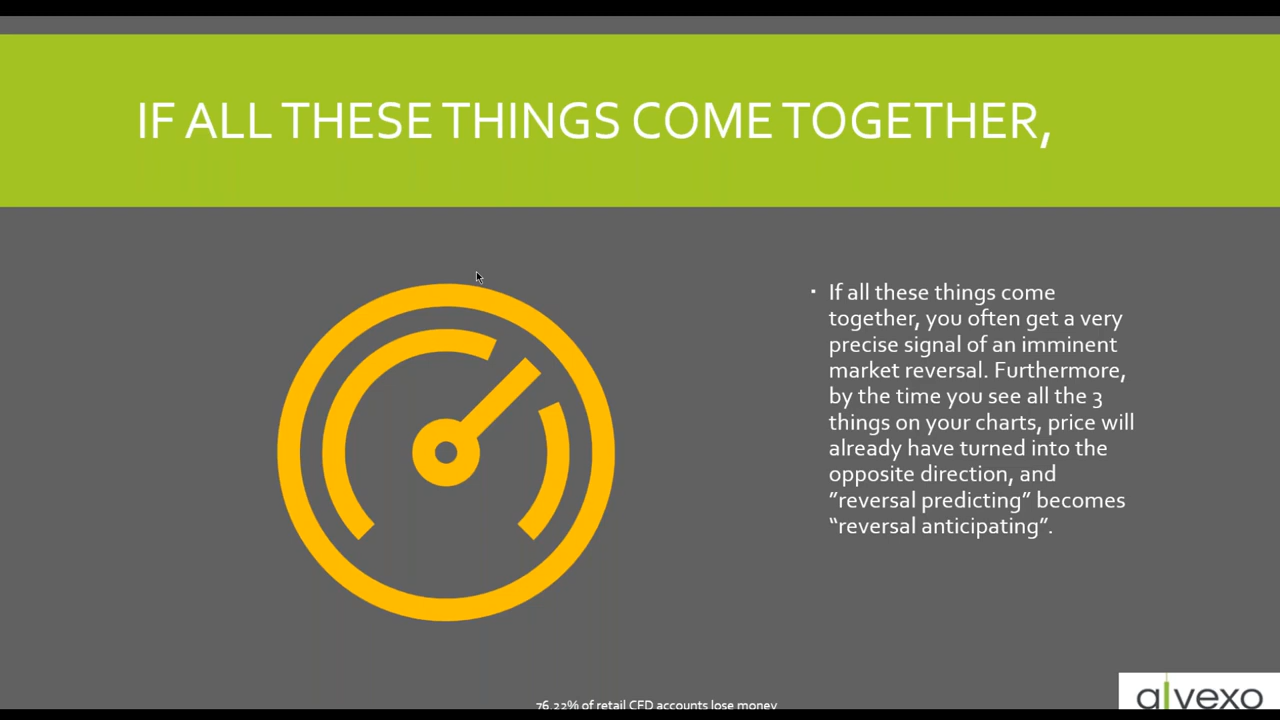 IF ALL THESE THINGS COME TOGETHER,
▪ If all these things come
together, you often get a very
precise signal of an imminent
market reversal. Furthermore,
by the time you see all the 3
things on your charts, price will
already have turned into the
opposite direction, and
”reversal predicting” becomes
“reversal anticipating”.
76.22% of retail CFD accounts lose money
alvexo